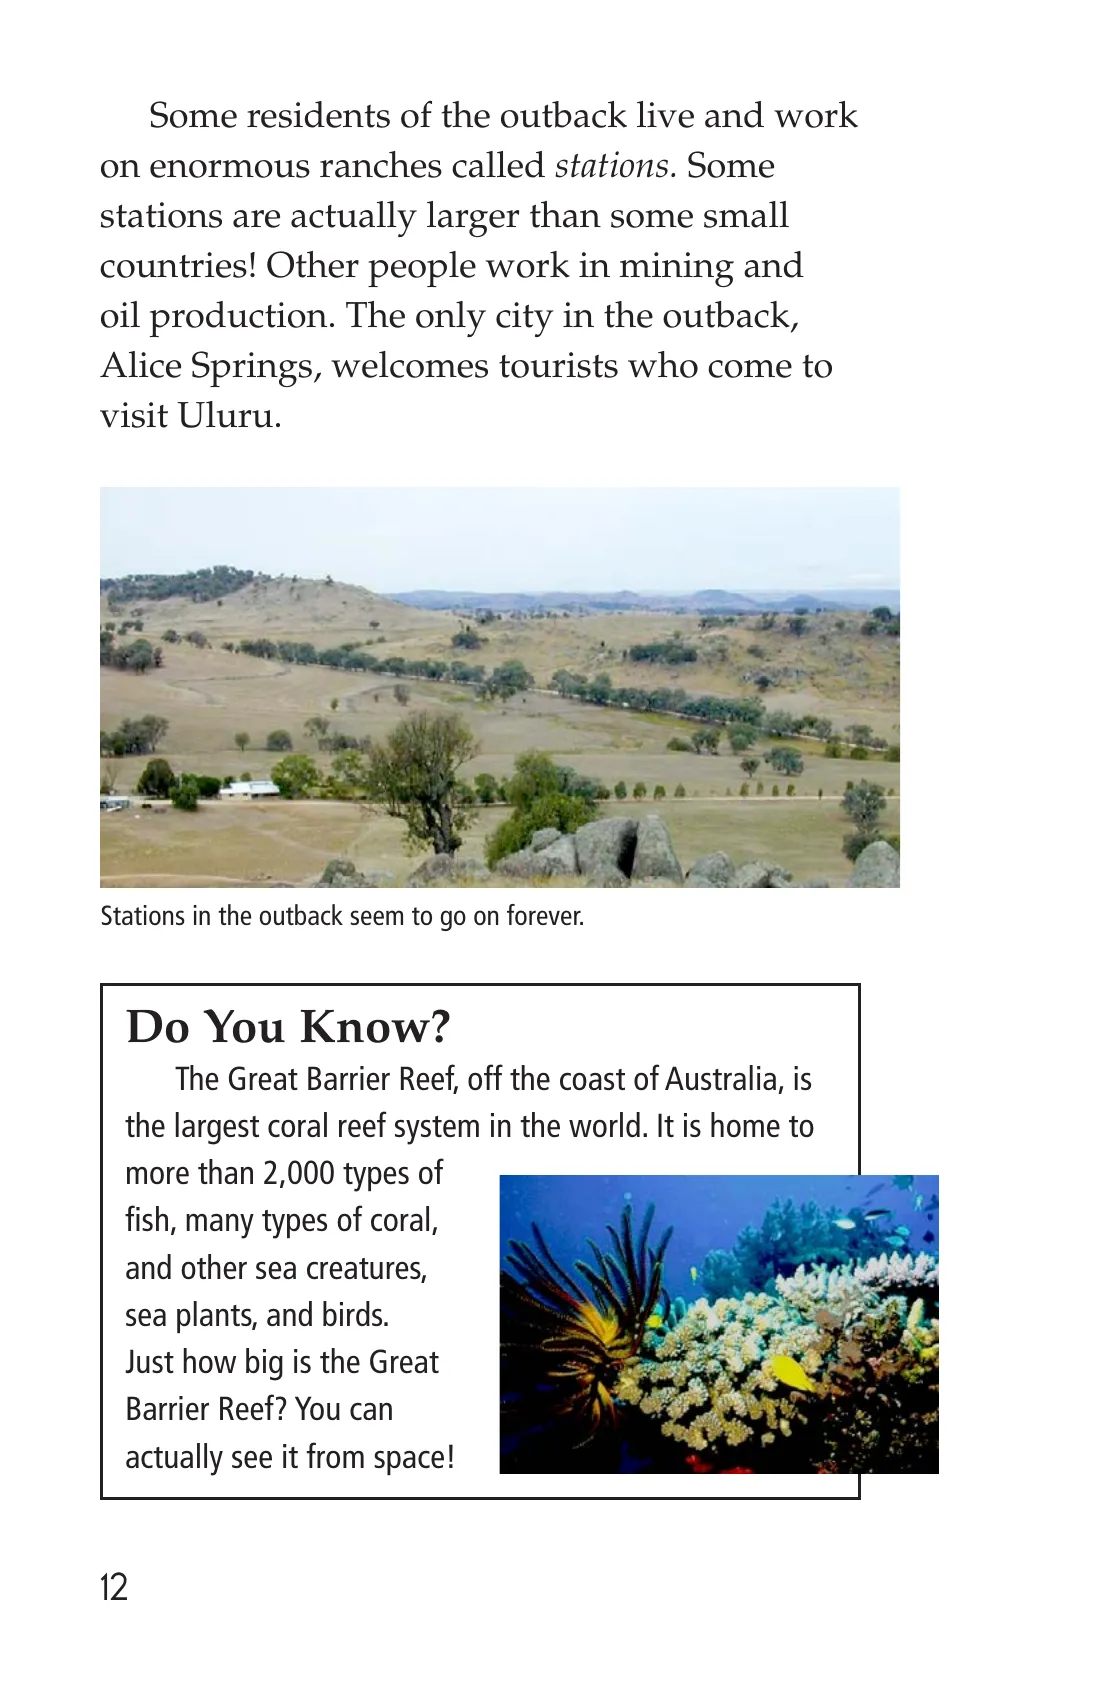 Some residents of the outback live and work
on enormous ranches called stations. Some
stations are actually larger than some small
countries! Other people work in mining and
oil production. The only city in the outback,
Alice Springs, welcomes tourists who come to
visit Uluru.
Stations in the outback seem to go on forever.
Do You Know?
The Great Barrier Reef, off the coast of Australia, is
the largest coral reef system in the world. It is home to
more than 2,000 types of
fish, many types of coral,
and other sea creatures,
sea plants, and birds.
Just how big is the Great
Barrier Reef? You can
actually see it from space!
12